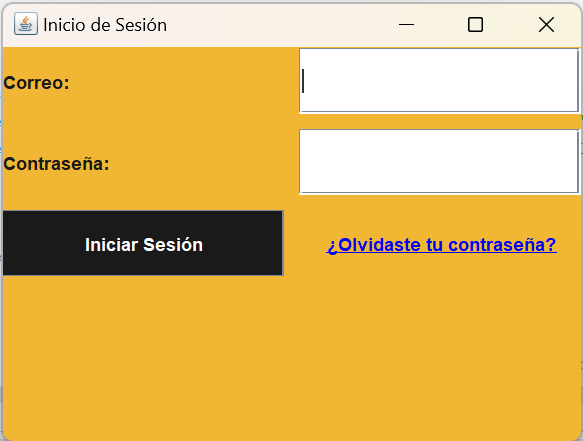 Inicio de Sesión
Correo:
Contraseña:
Iniciar Sesión
¿Olvidaste tu contraseña?